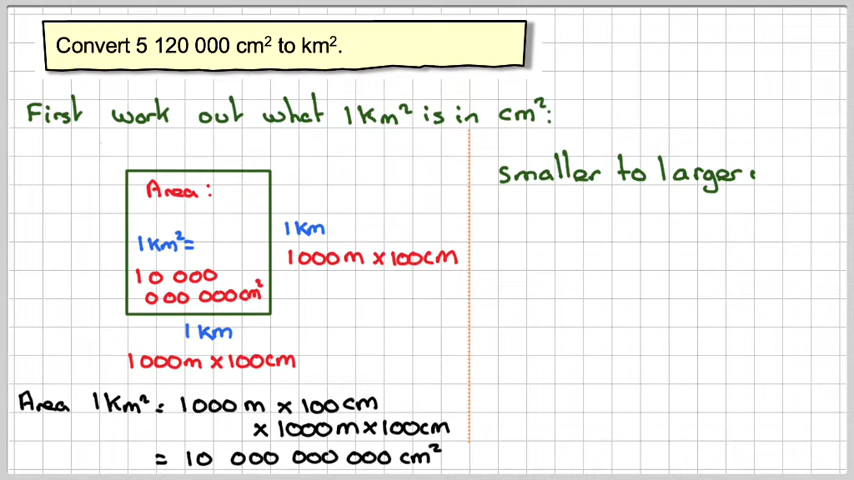 Convert 5 120 000 cm² to km².
First work out what 1km² is in cm²:
Area:
1km²=
10 000
000 000cm²
1km
1000m x 100cm
1km
1000m x 100cm
Area 1km² = 1000m x 100cm
x 1000m x 100cm
= 10 000 000 000 cm²
smaller to larger: